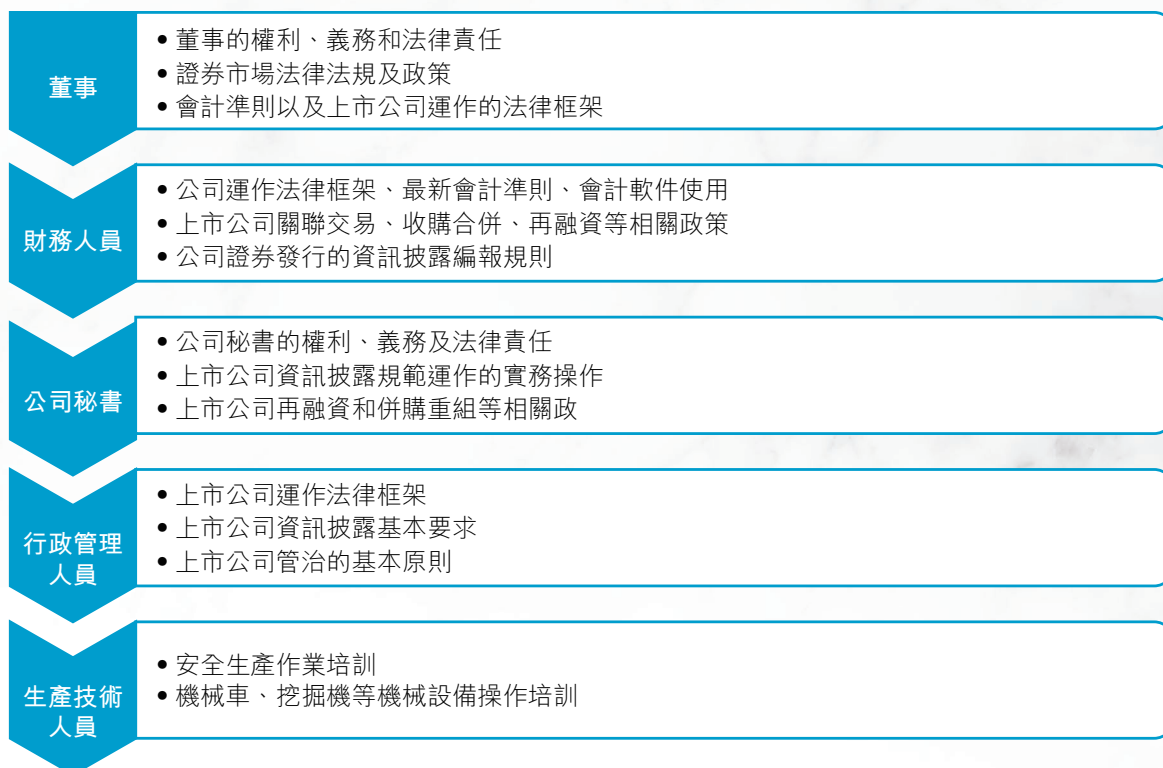 董事
• 董事的權利、義務和法律責任
• 證券市場法律法規及政策
• 會計準則以及上市公司運作的法律框架
財務人員
• 公司運作法律框架、最新會計準則、會計軟件使用
• 上市公司關聯交易、收購合併、再融資等相關政策
• 公司證券發行的資訊披露編報規則
公司秘書
• 公司秘書的權利、義務及法律責任
• 上市公司資訊披露規範運作的實務操作
• 上市公司再融資和併購重組等相關政
行政管理
人員
• 上市公司運作法律框架
• 上市公司資訊披露基本要求
• 上市公司管治的基本原則
生產技術
人員
• 安全生產作業培訓
• 機械車、挖掘機等機械設備操作培訓